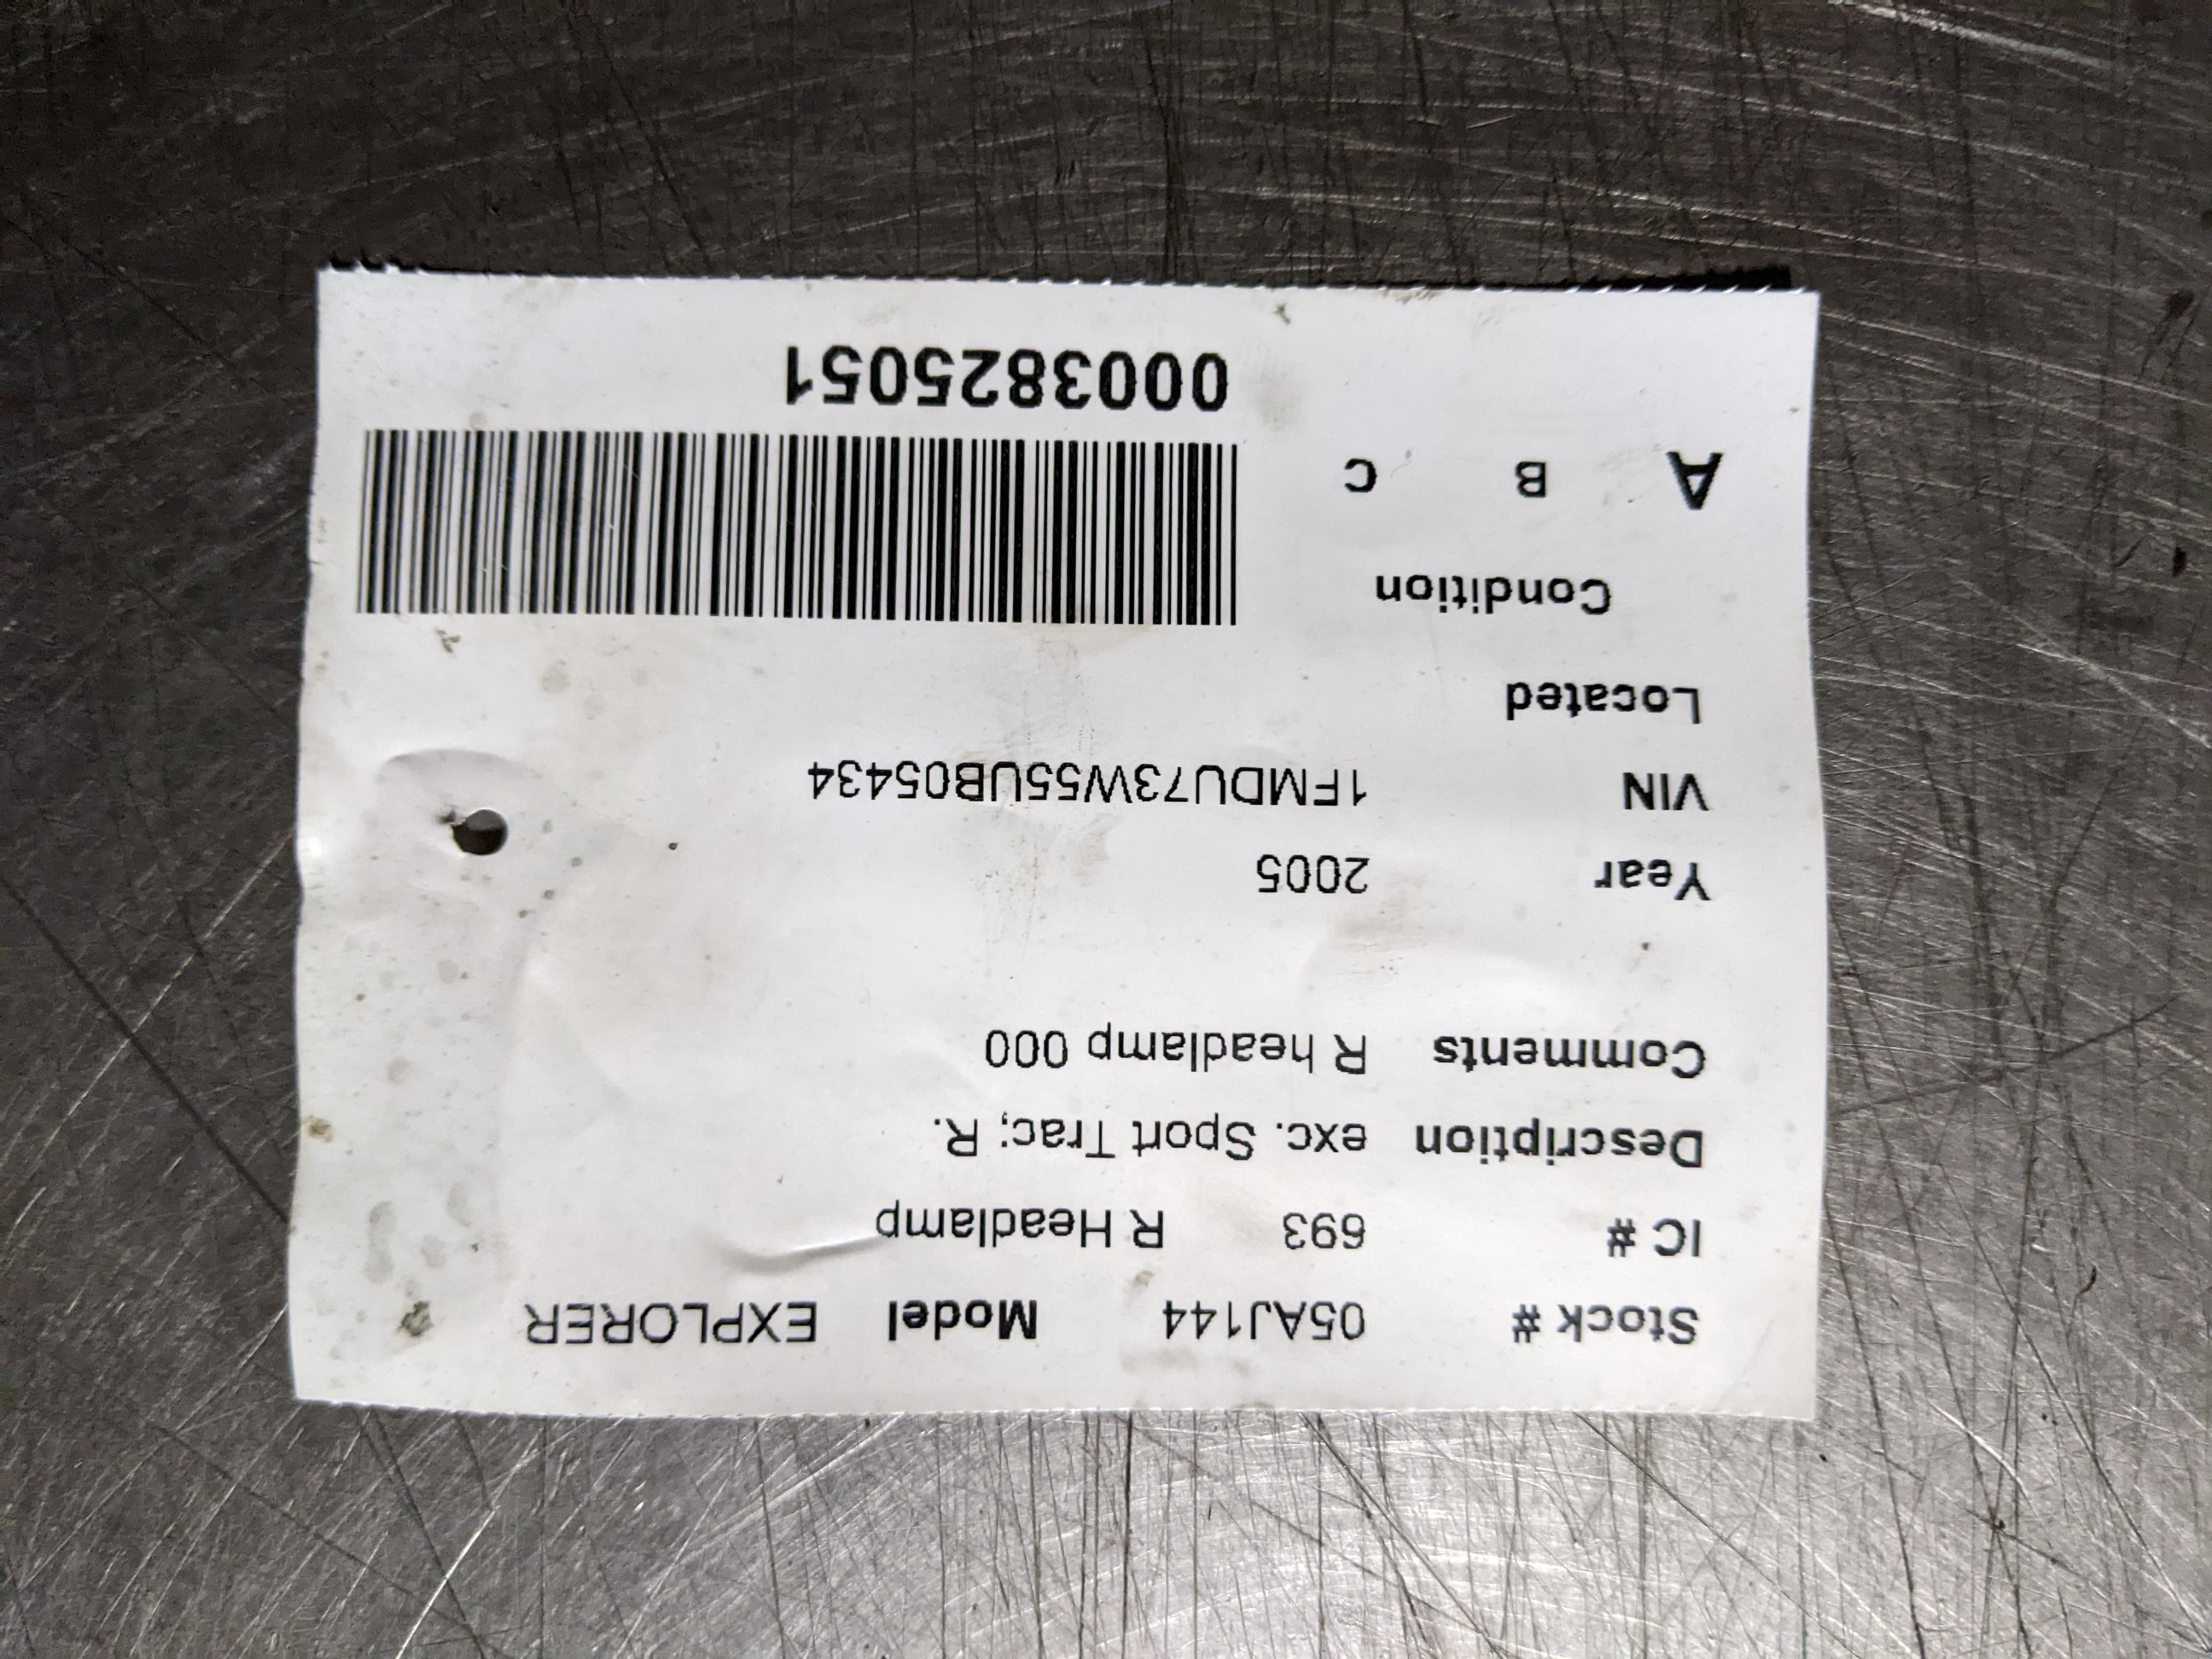 Stock # 05AJ144 Model EXPLORER
IC # 693 R Headlamp
Description exc. Sport Trac; R.
Comments R headlamp 000
Year 2005
VIN 1FMDU73W55UB05434
Located
Condition
A B C
0003825051